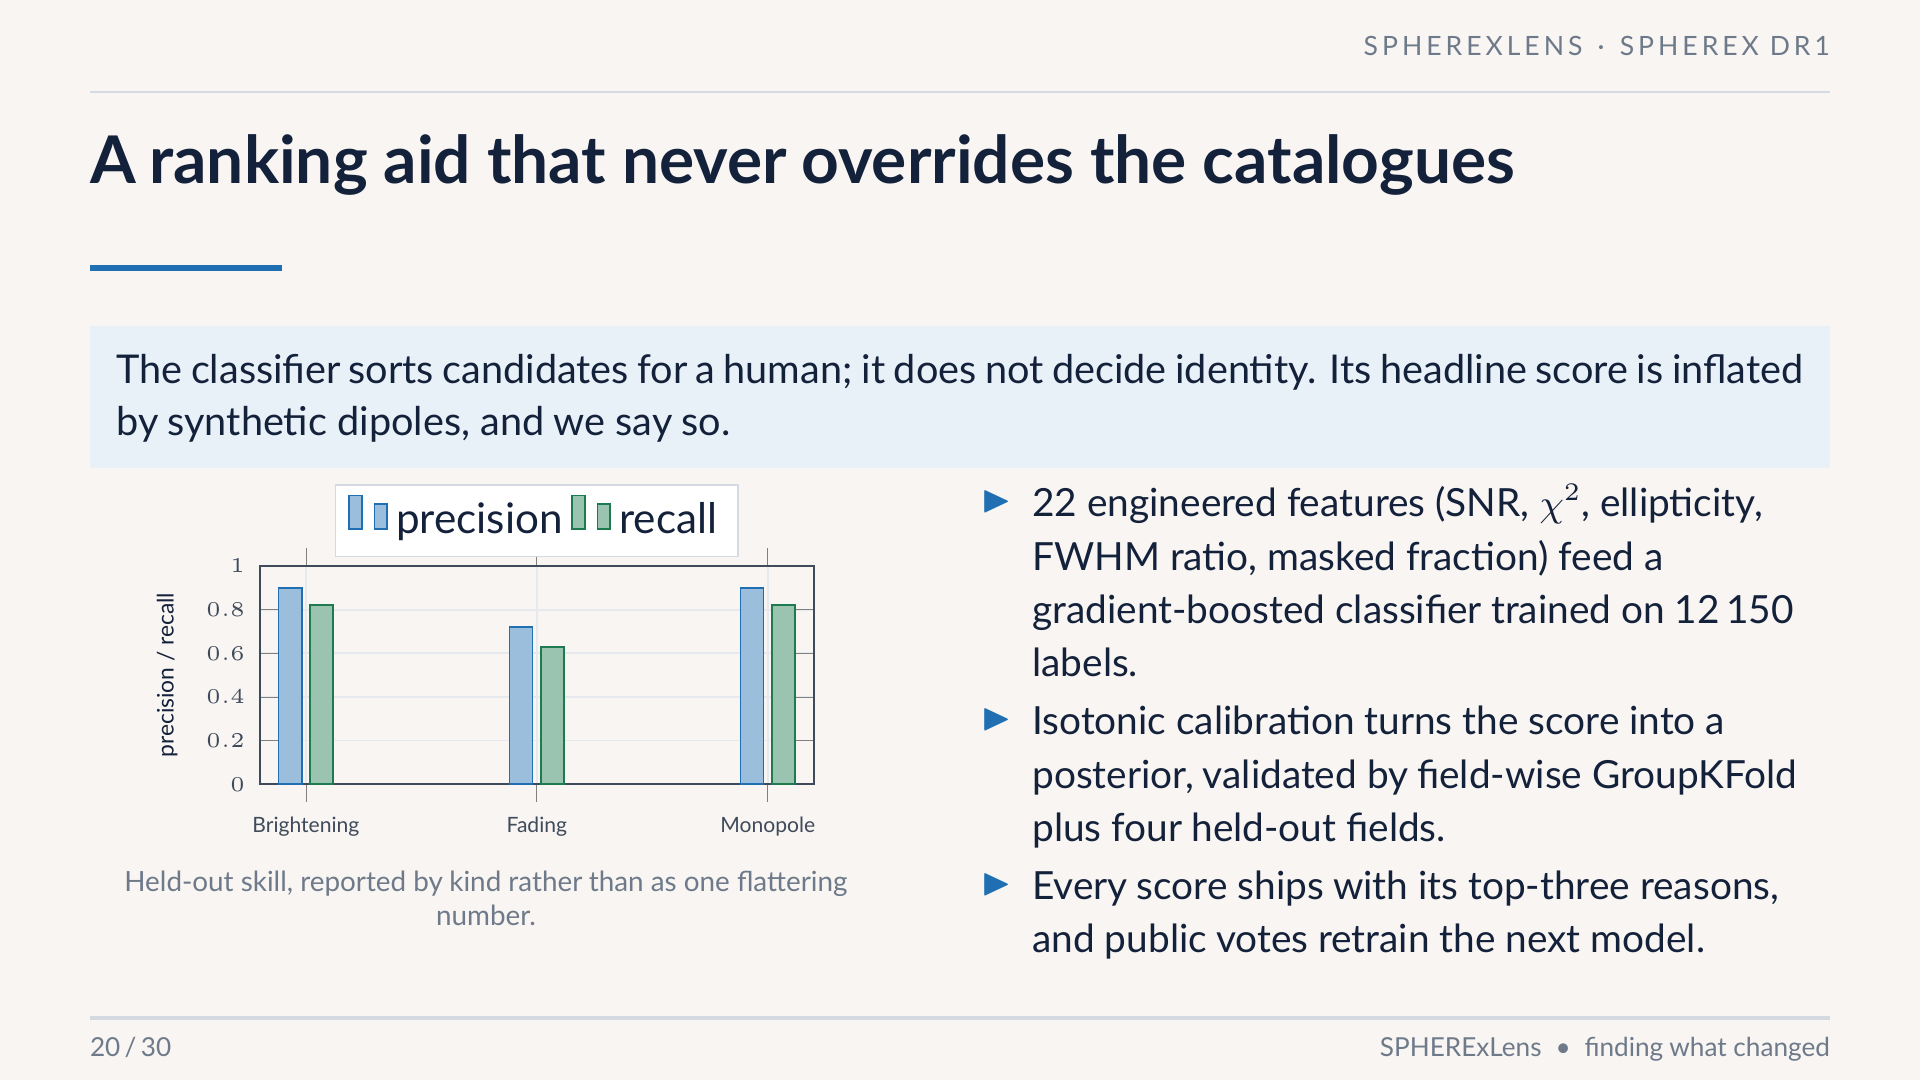 SPHEREXLENS · SPHEREX DR1
A ranking aid that never overrides the catalogues
The classifier sorts candidates for a human; it does not decide identity. Its headline score is inflated
by synthetic dipoles, and we say so.
precision recall
precision / recall
1
0.8
0.6
0.4
0.2
0
Brightening Fading Monopole
Held-out skill, reported by kind rather than as one flattering
number.
▶ 22 engineered features (SNR, χ², ellipticity,
FWHM ratio, masked fraction) feed a
gradient-boosted classifier trained on 12 150
labels.
▶ Isotonic calibration turns the score into a
posterior, validated by field-wise GroupKFold
plus four held-out fields.
▶ Every score ships with its top-three reasons,
and public votes retrain the next model.
20 / 30
SPHERExLens • finding what changed